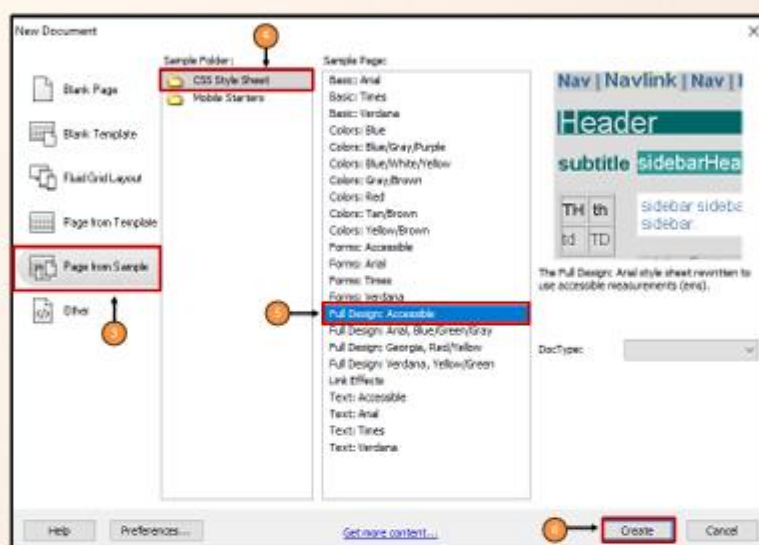 New Document
4
Sample Folder:
Sample Page:
Blank Page
Blank Template
Fluid Grid Layout
Page from Template
Page from Sample
Other
3
CSS Style Sheet
Mobile Starters
Basic: Arial
Basic: Times
Basic: Verdana
Colors: Blue
Colors: Blue/Gray/Purple
Colors: Blue/White/Yellow
Colors: Gray/Brown
Colors: Red
Colors: Tan/Brown
Colors: Yellow/Brown
Forms: Accessible
Forms: Arial
Forms: Times
Forms: Verdana
5
Full Design: Accessible
Full Design: Arial, Blue/Green/Gray
Full Design: Georgia, Red/Yellow
Full Design: Verdana, Yellow/Green
Link Effects
Text: Accessible
Text: Arial
Text: Times
Text: Verdana
Nav | Navlink | Nav |
Header
subtitle sidebarHea
TH th
td TD
sidebar sideba
sidebar.
The Full Design: Arial style sheet rewritten to
use accessible measurements (ems).
DocType:
Help
Preferences...
Get more content...
6
Create
Cancel